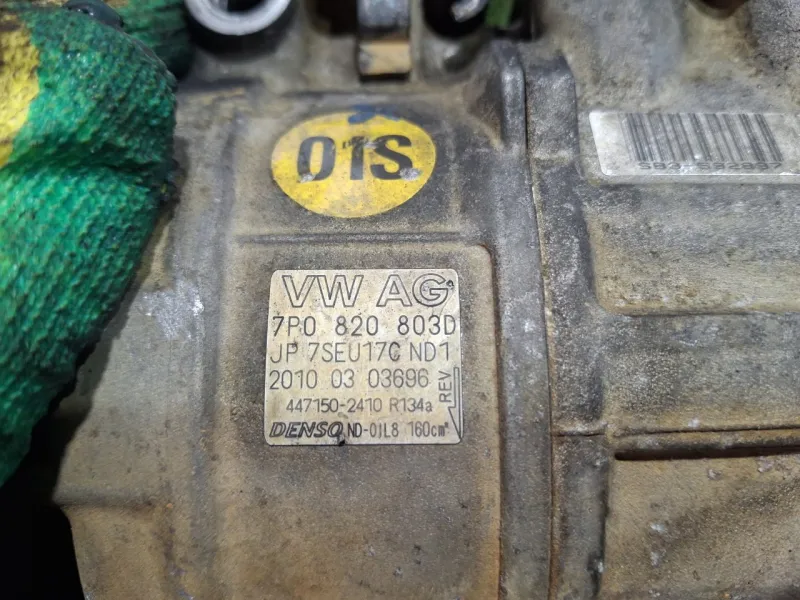 01S
VW AG
7P0 820 803D
JP 7SEU17C ND1
2010 03 03696
REV
447150-2410 R134a
DENSO ND-OIL8 160cm³